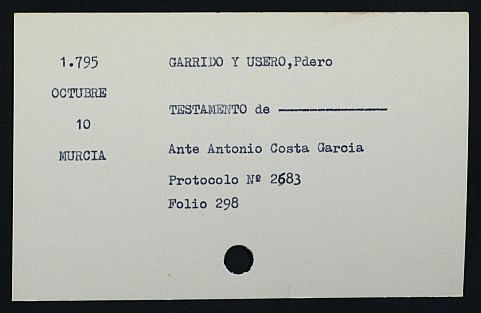 1.795
GARRIDO Y USERO,Pdero
OCTUBRE
TESTAMENTO de ——————
10
Ante Antonio Costa Garcia
MURCIA
Protocolo Nº 2683
Folio 298